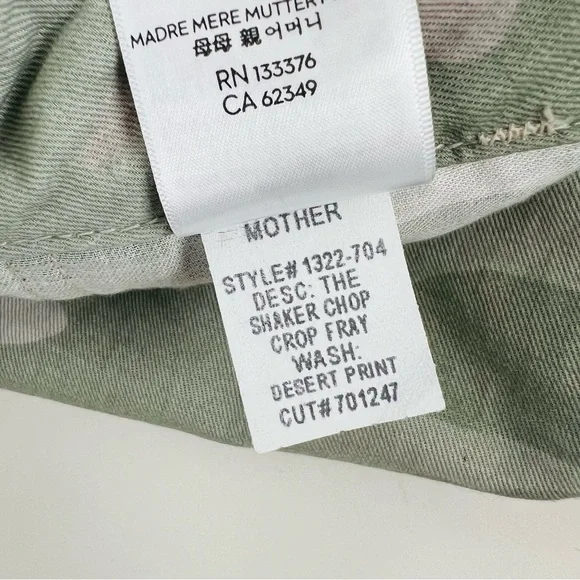 MADRE MERE MUTTER
母母 親 어머니
RN 133376
CA 62349
MOTHER
STYLE# 1322-704
DESC: THE
SHAKER CHOP
CROP FRAY
WASH:
DESERT PRINT
CUT# 701247